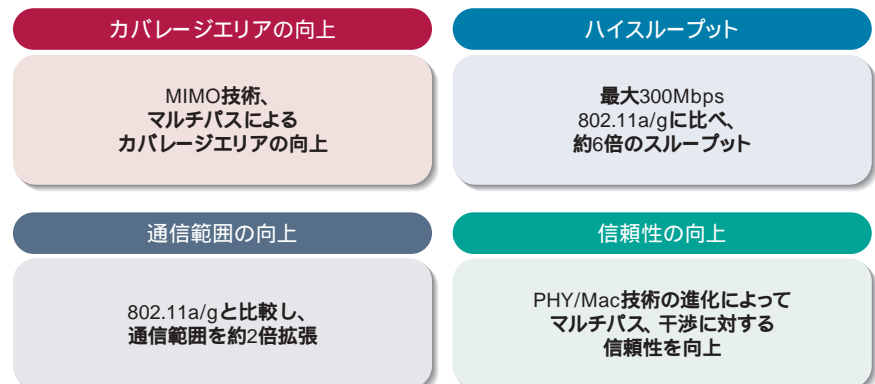 カバレージエリアの向上
MIMO技術、
マルチパスによる
カバレージエリアの向上
ハイスループット
最大300Mbps
802.11a/gに比べ、
約6倍のスループット
通信範囲の向上
802.11a/gと比較し、
通信範囲を約2倍拡張
信頼性の向上
PHY/Mac技術の進化によって
マルチパス、干渉に対する
信頼性を向上